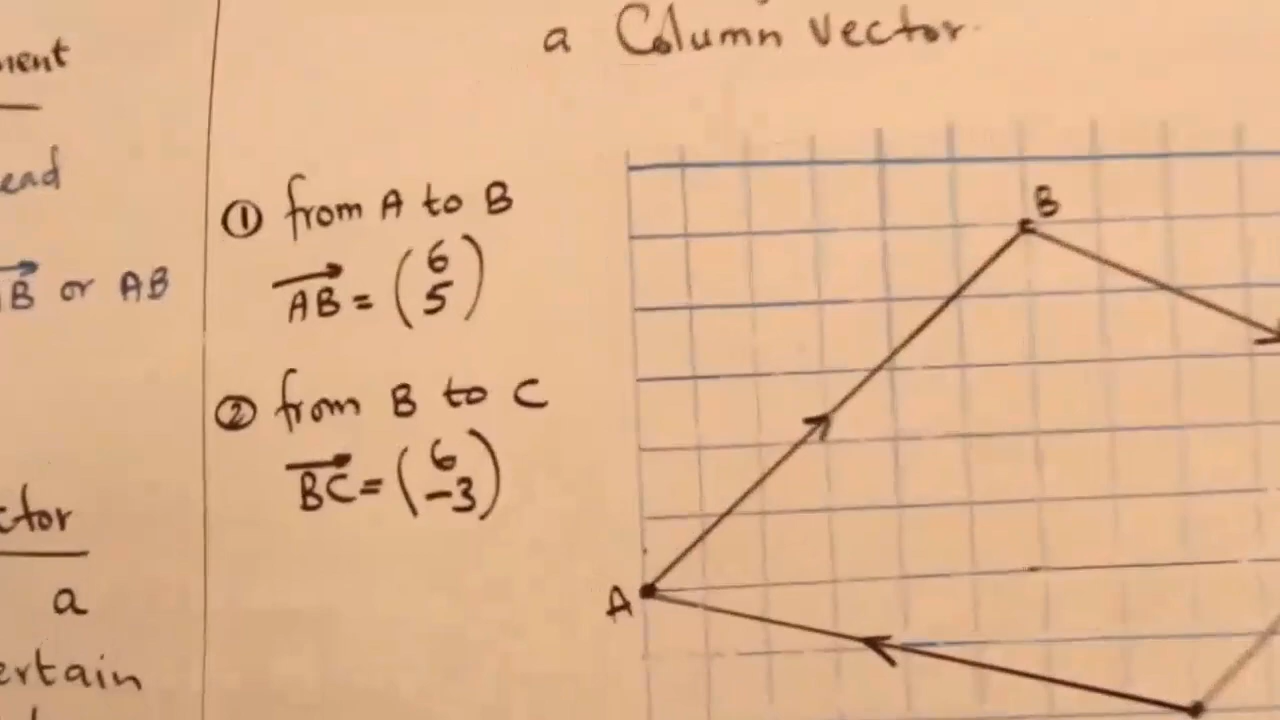 a Column vector.
ment
ead
B or AB
ctor
a
ertain
① from A to B
AB = (6
5)
② from B to C
BC = (6
-3)
B
A